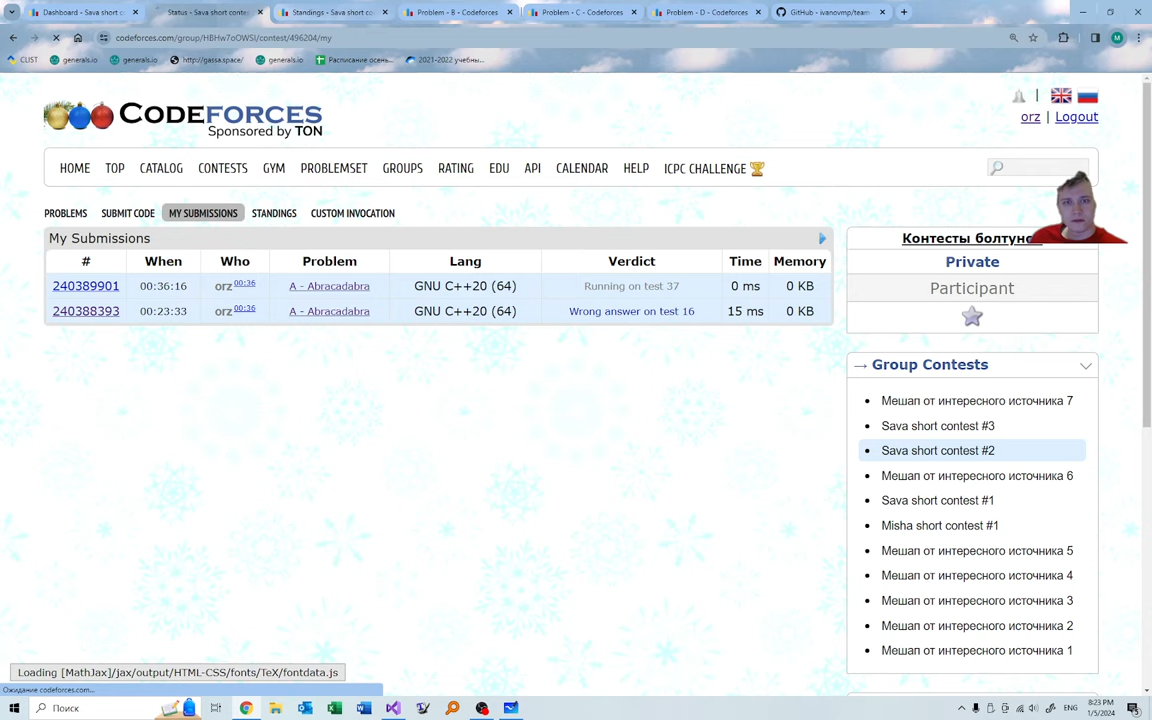 Dashboard - Sava short c
Status - Sava short conte
Standings - Sava short co
Problem - B - Codeforces
Problem - C - Codeforces
Problem - D - Codeforces
GitHub - ivanovmp/team
codeforces.com/group/HBHw7oOWSI/contest/496204/my
CLIST
generals.io
generals.io
http://gassa.space/
generals.io
Расписание осень...
2021-2022 учебны...
CODEFORCES
Sponsored by TON
orz | Logout
HOME TOP CATALOG CONTESTS GYM PROBLEMSET GROUPS RATING EDU API CALENDAR HELP ICPC CHALLENGE
PROBLEMS SUBMIT CODE MY SUBMISSIONS STANDINGS CUSTOM INVOCATION
My Submissions
# When Who Problem Lang Verdict Time Memory
240389901 00:36:16 orz 00:36 A - Abracadabra GNU C++20 (64) Running on test 37 0 ms 0 KB
240388393 00:23:33 orz 00:36 A - Abracadabra GNU C++20 (64) Wrong answer on test 16 15 ms 0 KB
Контесты болтуно
Private
Participant
→ Group Contests
Мешап от интересного источника 7
Sava short contest #3
Sava short contest #2
Мешап от интересного источника 6
Sava short contest #1
Misha short contest #1
Мешап от интересного источника 5
Мешап от интересного источника 4
Мешап от интересного источника 3
Мешап от интересного источника 2
Мешап от интересного источника 1
Loading [MathJax]/jax/output/HTML-CSS/fonts/TeX/fontdata.js
Ожидание codeforces.com...
Поиск
ENG
8:23 PM
1/5/2024